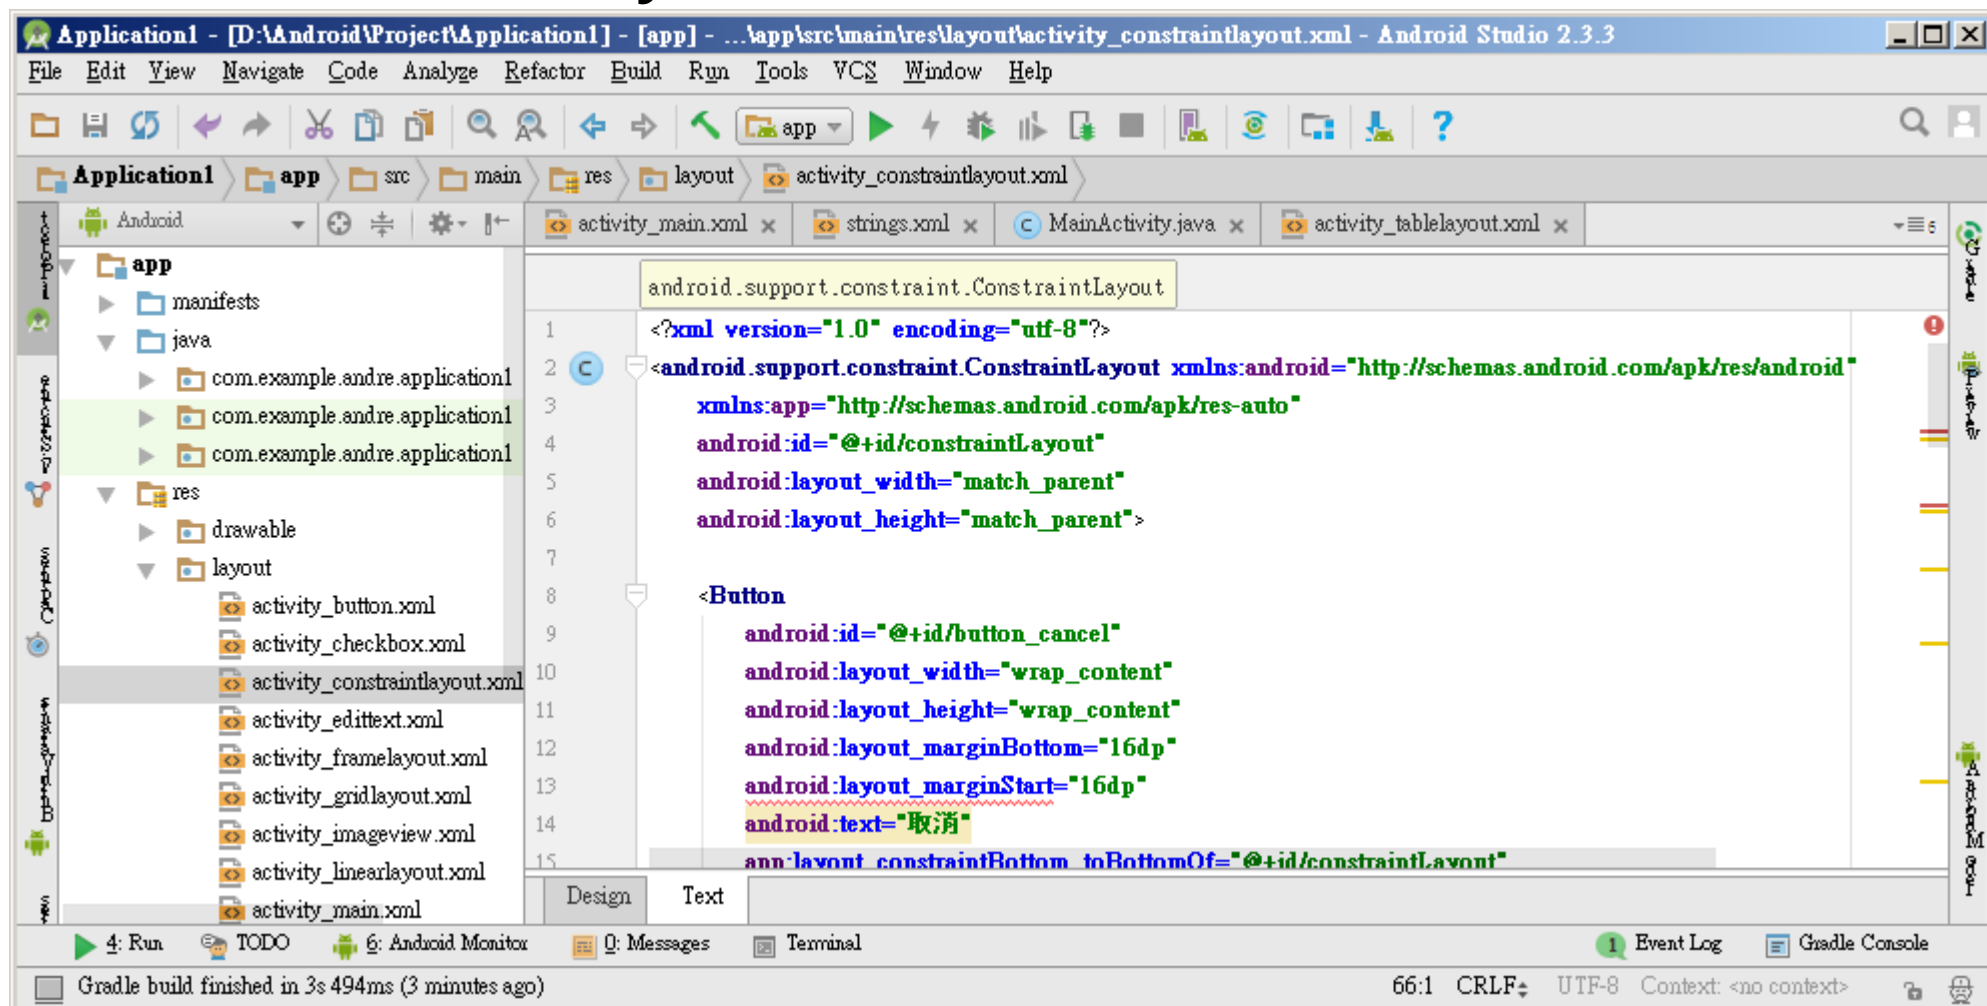 Application1 - [D:\Android\Project\Application1] - [app] - ...\app\src\main\res\layout\activity_constraintlayout.xml - Android Studio 2.3.3
File Edit View Navigate Code Analyze Refactor Build Run Tools VCS Window Help
app
Application1 app src main res layout activity_constraintlayout.xml
Android
activity_main.xml strings.xml MainActivity.java activity_tablelayout.xml 6
app
manifests
java
com.example.andre.application1
com.example.andre.application1
com.example.andre.application1
res
drawable
layout
activity_button.xml
activity_checkbox.xml
activity_constraintlayout.xml
activity_edittext.xml
activity_framelayout.xml
activity_gridlayout.xml
activity_imageview.xml
activity_linearlayout.xml
activity_main.xml
android.support.constraint.ConstraintLayout
1 <?xml version="1.0" encoding="utf-8"?>
2 <android.support.constraint.ConstraintLayout xmlns:android="http://schemas.android.com/apk/res/android"
3 xmlns:app="http://schemas.android.com/apk/res-auto"
4 android:id="@+id/constraintLayout"
5 android:layout_width="match_parent"
6 android:layout_height="match_parent">
7
8 <Button
9 android:id="@+id/button_cancel"
10 android:layout_width="wrap_content"
11 android:layout_height="wrap_content"
12 android:layout_marginBottom="16dp"
13 android:layout_marginStart="16dp"
14 android:text="取消"
15 app:layout_constraintBottom_toBottomOf="@+id/constraintLayout"
Design Text
Gradle
Preview
4: Run TODO 6: Android Monitor 0: Messages Terminal 1 Event Log Gradle Console
Gradle build finished in 3s 494ms (3 minutes ago) 66:1 CRLF UTF-8 Context: <no context>